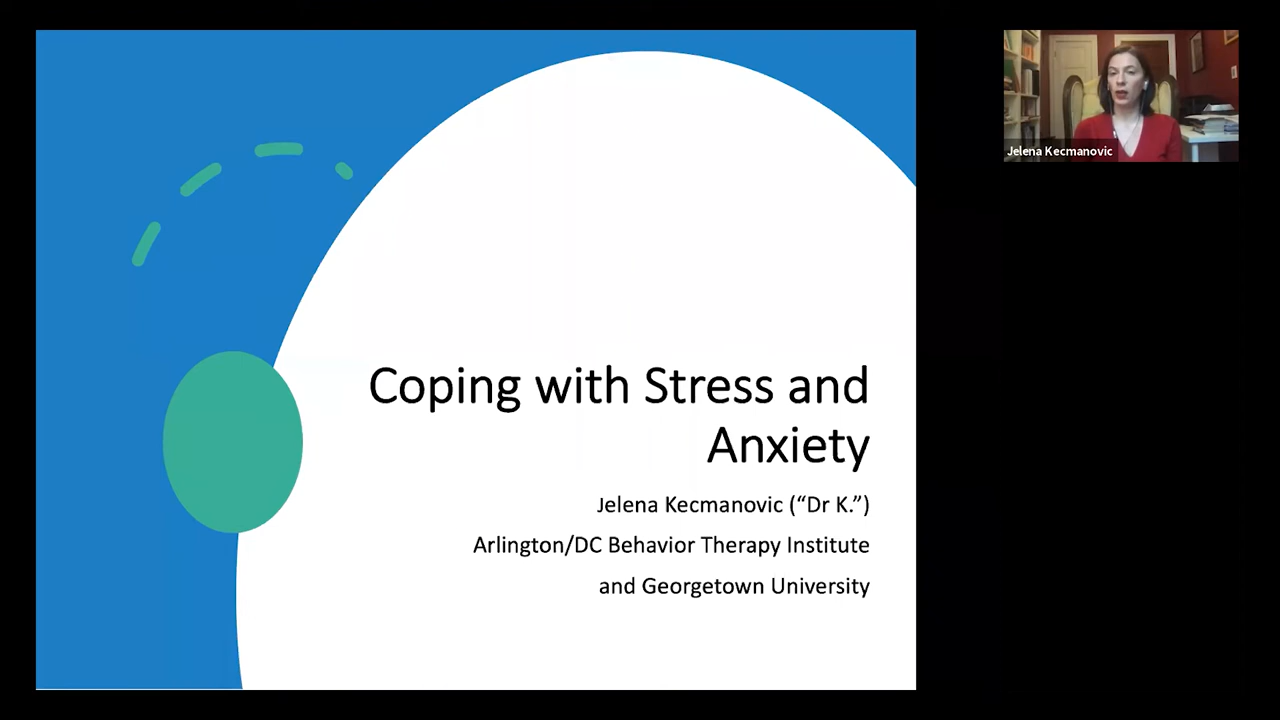 Coping with Stress and
Anxiety
Jelena Kecmanovic (“Dr K.”)
Arlington/DC Behavior Therapy Institute
and Georgetown University
Jelena Kecmanovic